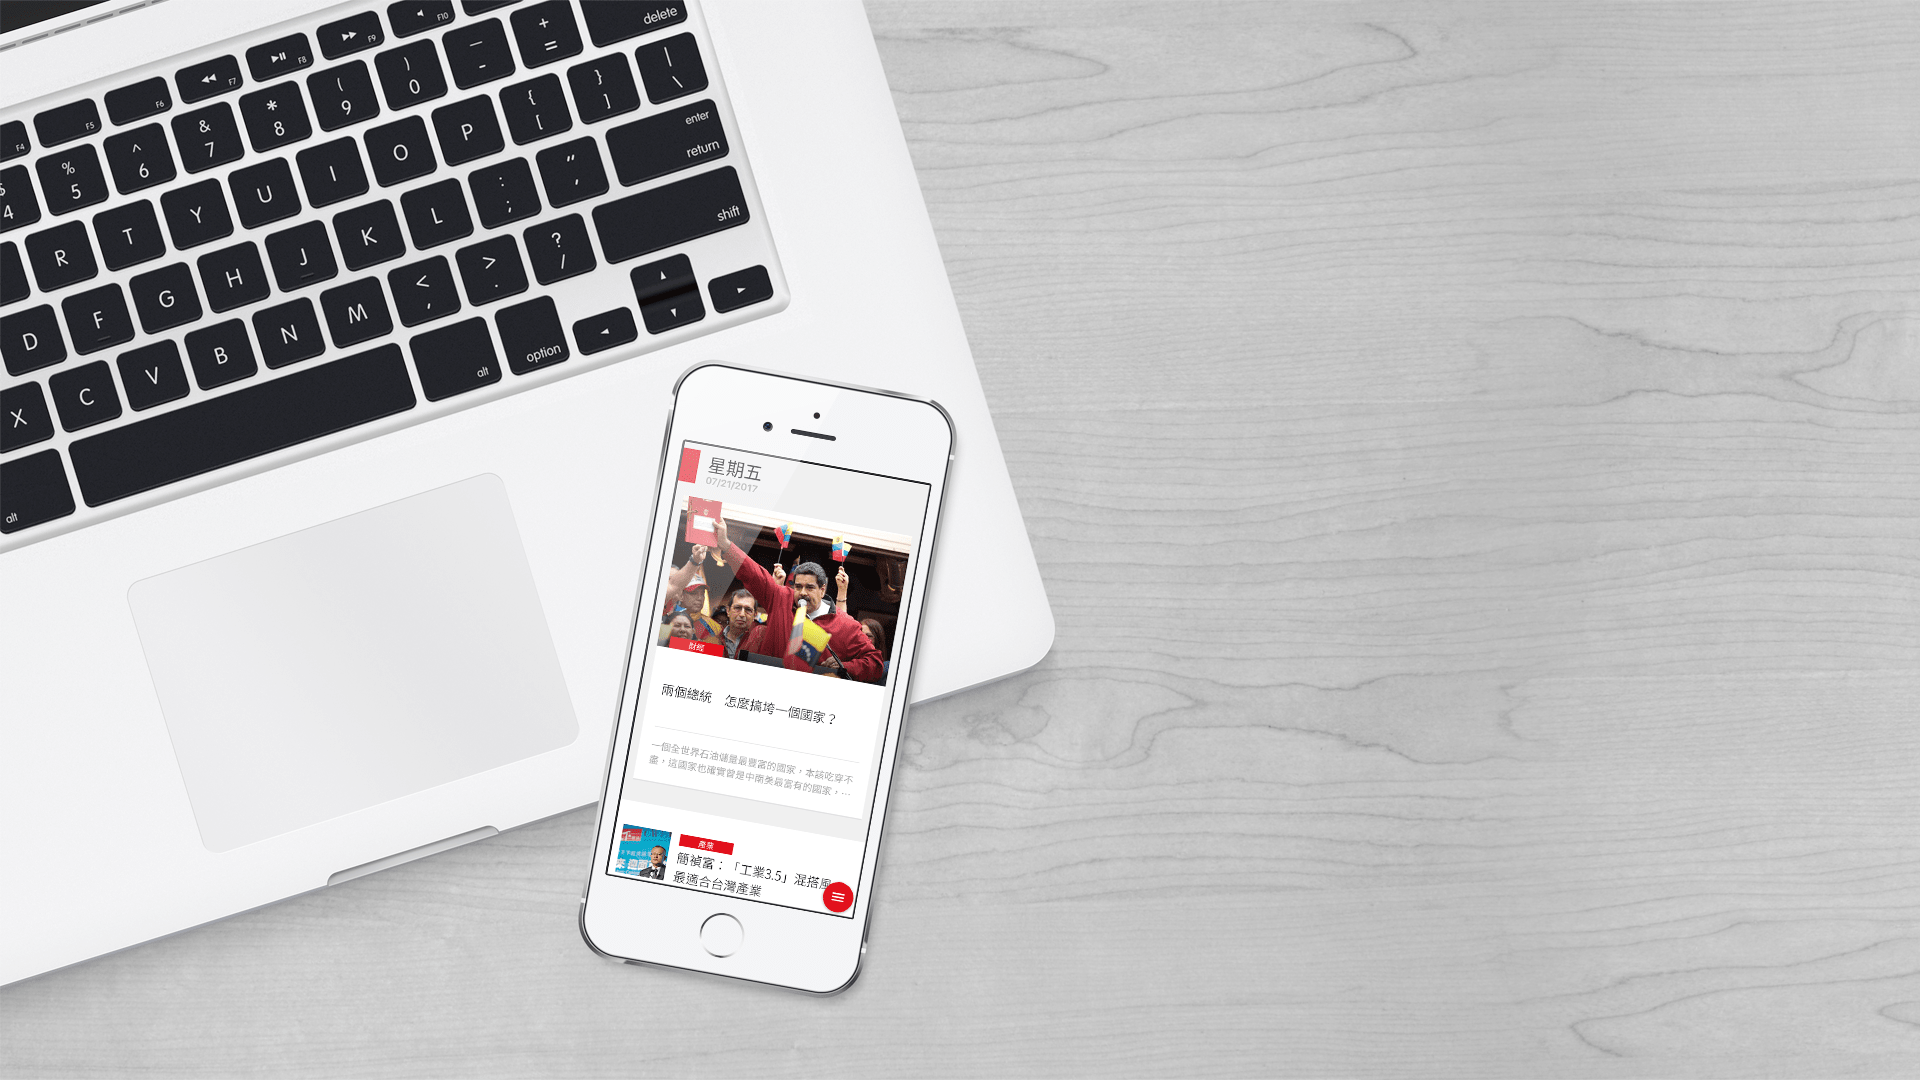 delete
F10
F9
F8
F7
F6
F5
F4
+ =
— -
) 0
( 9
* 8
& 7
^ 6
% 5
$ 4
| \
} ]
{ [
P
O
I
U
Y
T
R
enter
return
" ,
: ;
L
K
J
H
G
F
D
shift
? /
> .
< ,
M
N
B
V
C
X
option
alt
alt
星期五
07/21/2017
財經
兩個總統　怎麼搞垮一個國家？
一個全世界石油儲量最豐富的國家，本該吃穿不
盡，這國家也確實曾是中南美最富有的國家，…
產業
簡禎富：「工業3.5」混搭風
最適合台灣產業